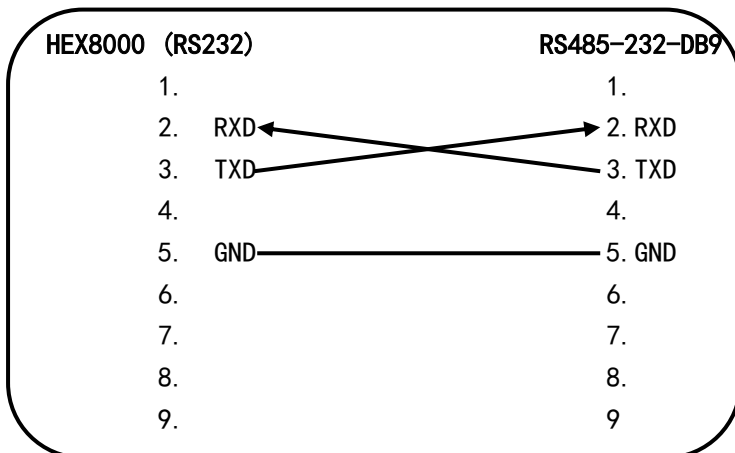 HEX8000 (RS232) RS485-232-DB9
1. 1.
2. RXD 2. RXD
3. TXD 3. TXD
4. 4.
5. GND 5. GND
6. 6.
7. 7.
8. 8.
9. 9